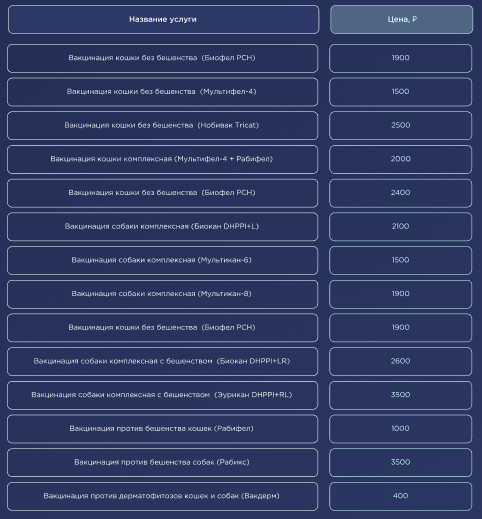 Название услуги Цена, ₽
Вакцинация кошки без бешенства (Биофел PCH) 1900
Вакцинация кошки без бешенства (Мультифел-4) 1500
Вакцинация кошки без бешенства (Нобивак Tricat) 2500
Вакцинация кошки комплексная (Мультифел-4 + Рабифел) 2000
Вакцинация кошки без бешенства (Биофел PCH) 2400
Вакцинация собаки комплексная (Биокан DHPPI+L) 2100
Вакцинация собаки комплексная (Мультикан-6) 1500
Вакцинация собаки комплексная (Мультикан-8) 1900
Вакцинация кошки без бешенства (Биофел PCH) 1900
Вакцинация собаки комплексная с бешенством (Биокан DHPPI+LR) 2600
Вакцинация собаки комплексная с бешенством (Эурикан DHPPI+RL) 3500
Вакцинация против бешенства кошек (Рабифел) 1000
Вакцинация против бешенства собак (Рабикс) 3500
Вакцинация против дерматофитозов кошек и собак (Вакдерм) 400